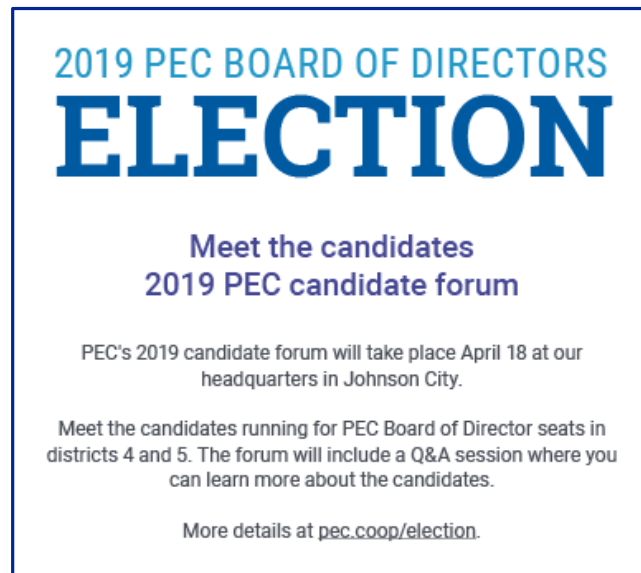 2019 PEC BOARD OF DIRECTORS
ELECTION
Meet the candidates
2019 PEC candidate forum
PEC's 2019 candidate forum will take place April 18 at our
headquarters in Johnson City.
Meet the candidates running for PEC Board of Director seats in
districts 4 and 5. The forum will include a Q&A session where you
can learn more about the candidates.
More details at pec.coop/election.